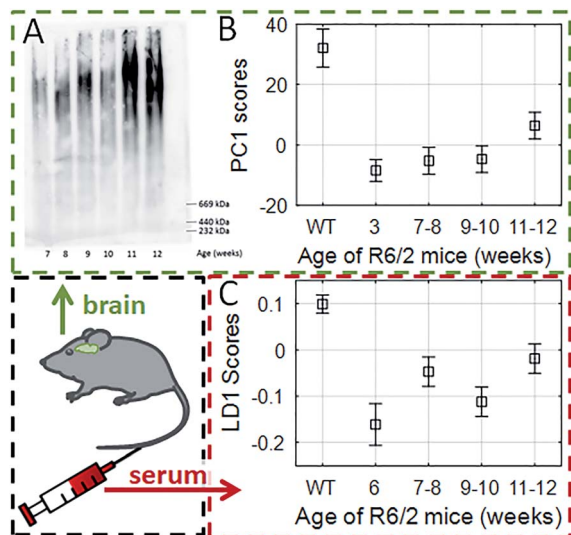 A
669 kDa
440 kDa
232 kDa
7 8 9 10 11 12 Age (weeks)
B
PC1 scores
40
20
0
-20
WT 3 7-8 9-10 11-12
Age of R6/2 mice (weeks)
brain
serum
C
LD1 Scores
0.1
0
-0.1
-0.2
WT 6 7-8 9-10 11-12
Age of R6/2 mice (weeks)